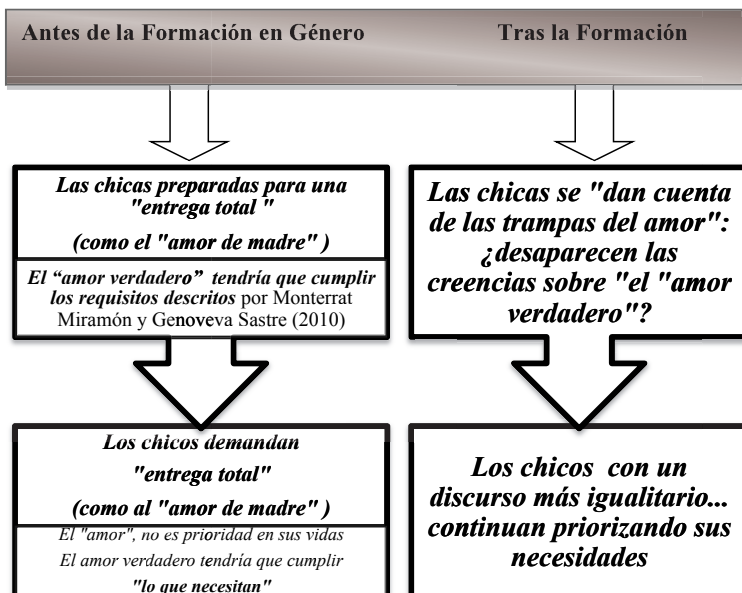 Antes de la Formación en Género
Tras la Formación
Las chicas preparadas para una
"entrega total "
(como el "amor de madre" )
El “amor verdadero” tendría que cumplir
los requisitos descritos por Monterrat
Miramón y Genoveva Sastre (2010)
Las chicas se "dan cuenta
de las trampas del amor":
¿desaparecen las
creencias sobre "el "amor
verdadero"?
Los chicos demandan
"entrega total"
(como al "amor de madre" )
El "amor", no es prioridad en sus vidas
El amor verdadero tendría que cumplir
"lo que necesitan"
Los chicos con un
discurso más igualitario...
continuan priorizando sus
necesidades